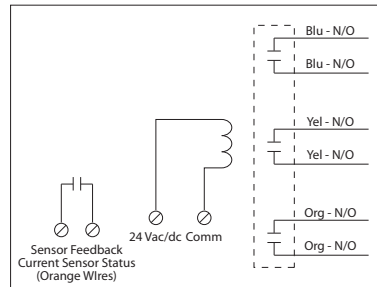 Blu - N/O
Blu - N/O
Yel - N/O
Yel - N/O
Org - N/O
Org - N/O
24 Vac/dc Comm
Sensor Feedback
Current Sensor Status
(Orange WIres)